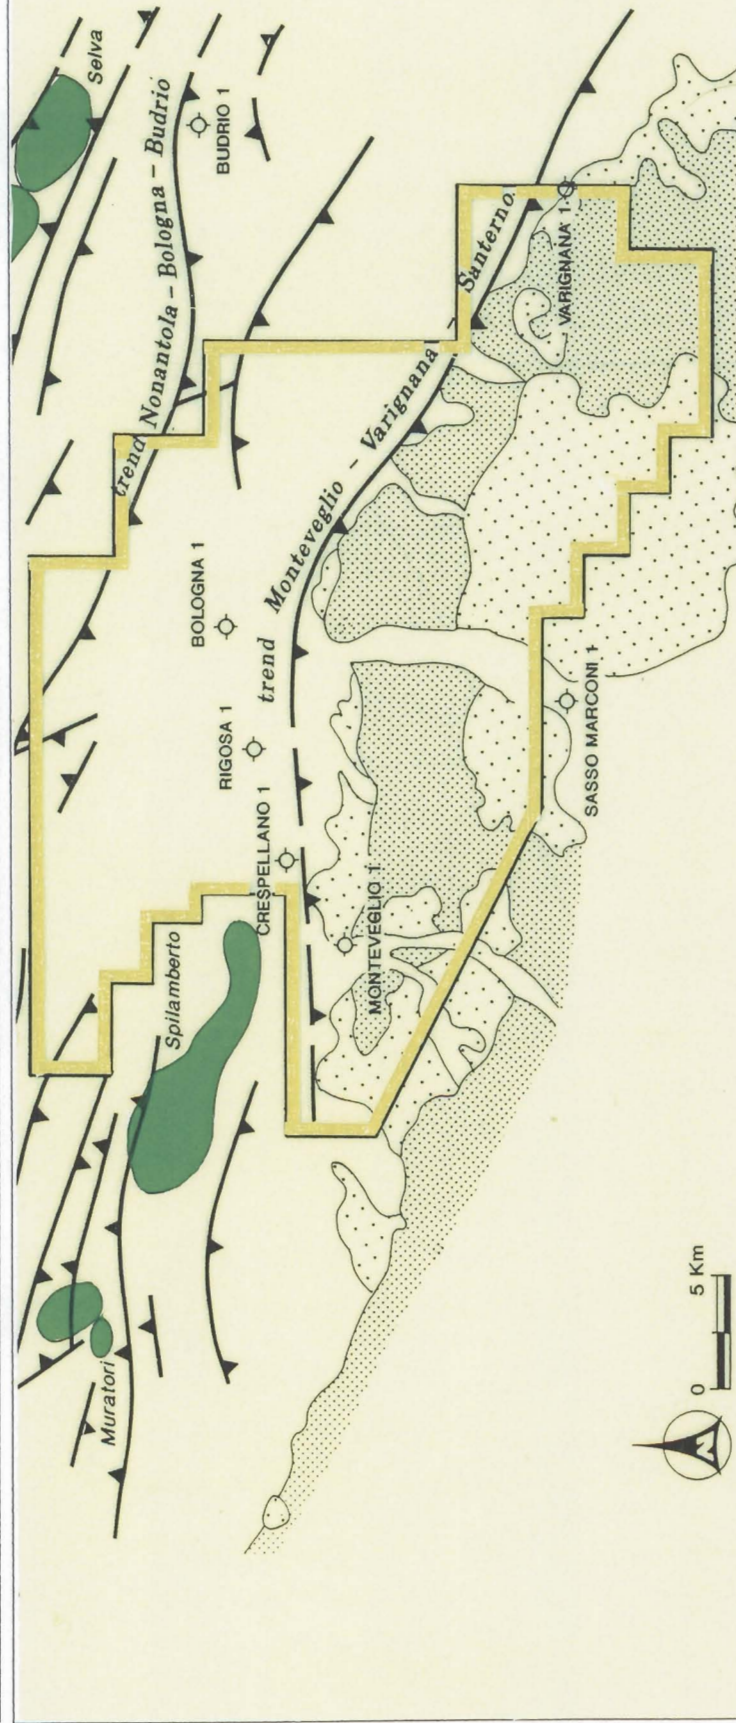 Selva
trend Nonantola - Bologna - Budrio
BUDRIO 1
Santerno
VARIGNANA 1
trend Monteveglio - Varignana -
BOLOGNA 1
RIGOSA 1
CRESPELLANO 1
SASSO MARCONI 1
MONTEVEGLIO 1
Spilamberto
Muratori
0 5 Km
N